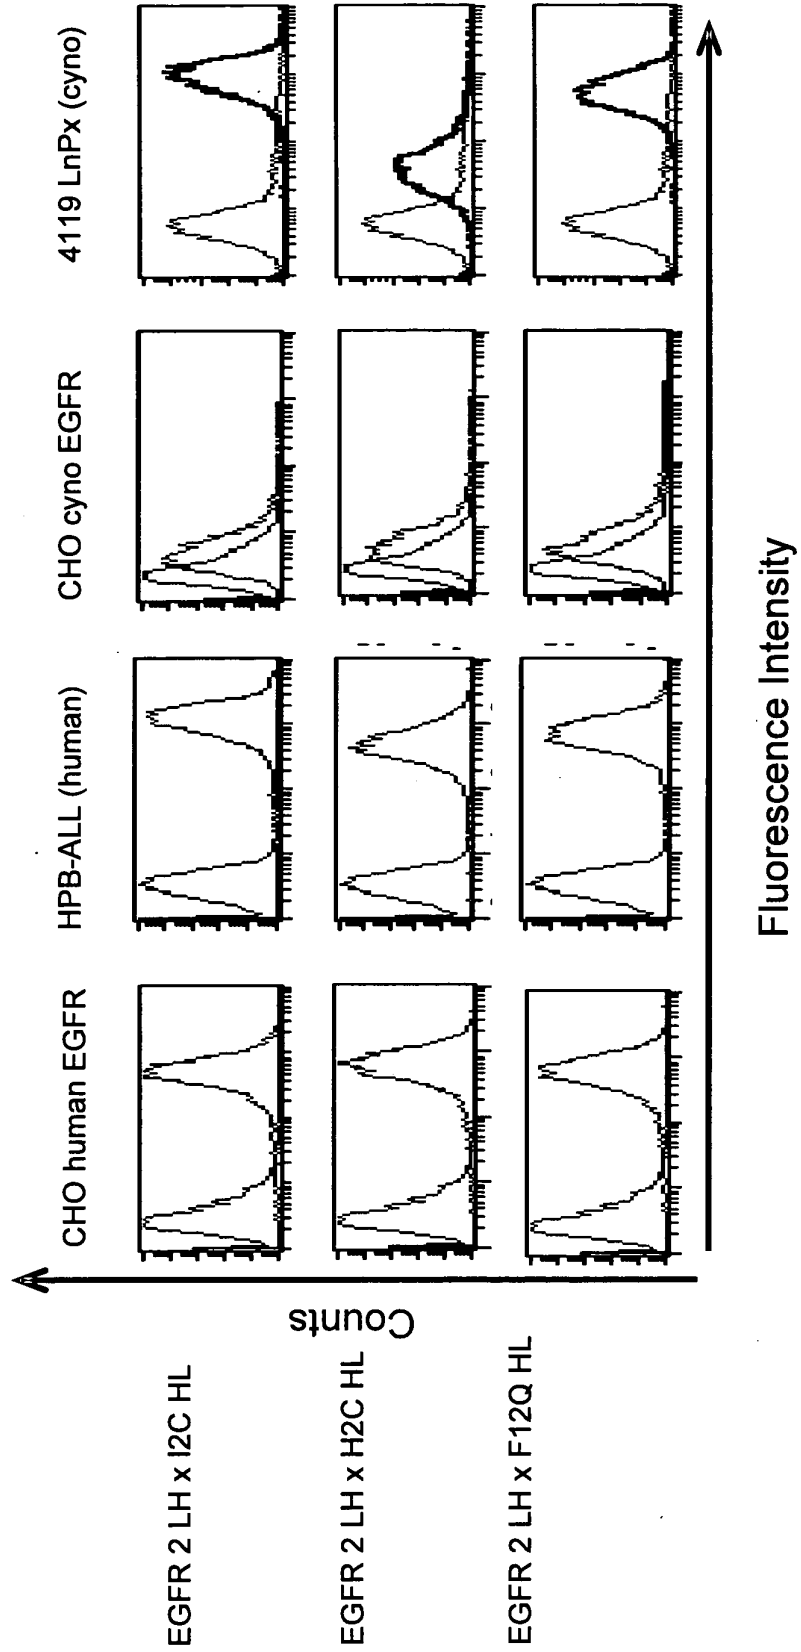 CHO human EGFR
HPB-ALL (human)
CHO cyno EGFR
4119 LnPx (cyno)
EGFR 2 LH x I2C HL
EGFR 2 LH x H2C HL
EGFR 2 LH x F12Q HL
Counts
Fluorescence Intensity